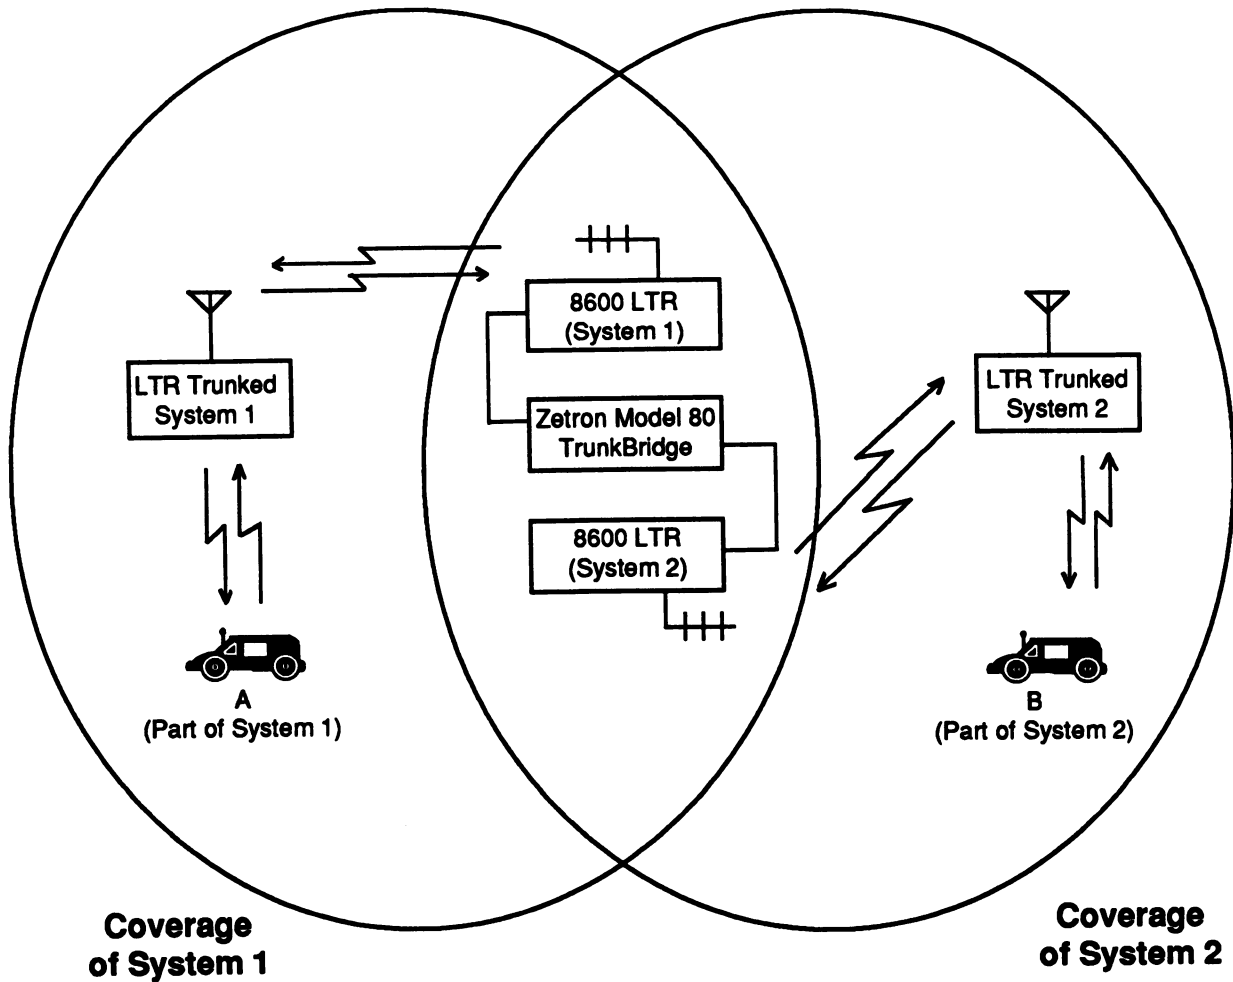 8600 LTR
(System 1)
LTR Trunked
System 1
Zetron Model 80
TrunkBridge
LTR Trunked
System 2
8600 LTR
(System 2)
A
(Part of System 1)
B
(Part of System 2)
Coverage
of System 1
Coverage
of System 2